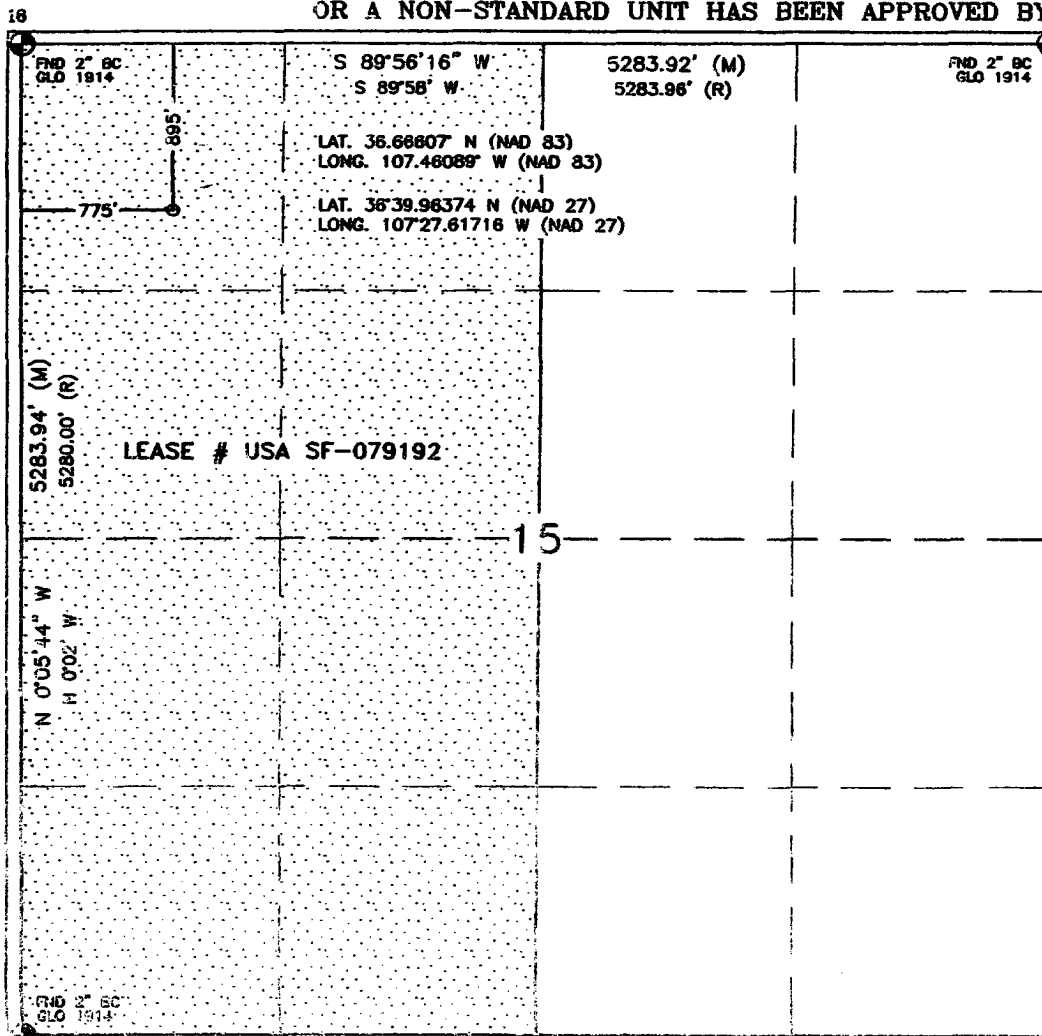 16
OR A NON-STANDARD UNIT HAS BEEN APPROVED BY
FND 2" BC
GLO 1914
S 89°56'16" W
S 89°58' W
5283.92' (M)
5283.96' (R)
FND 2" BC
GLO 1914
895'
LAT. 36.66607° N (NAD 83)
LONG. 107.46089° W (NAD 83)
775'
LAT. 36°39.96374 N (NAD 27)
LONG. 107°27.61716 W (NAD 27)
5283.94' (M)
5280.00' (R)
LEASE # USA SF-079192
15
N 0°05'44" W
N 0°02' W
FND 2" BC
GLO 1914